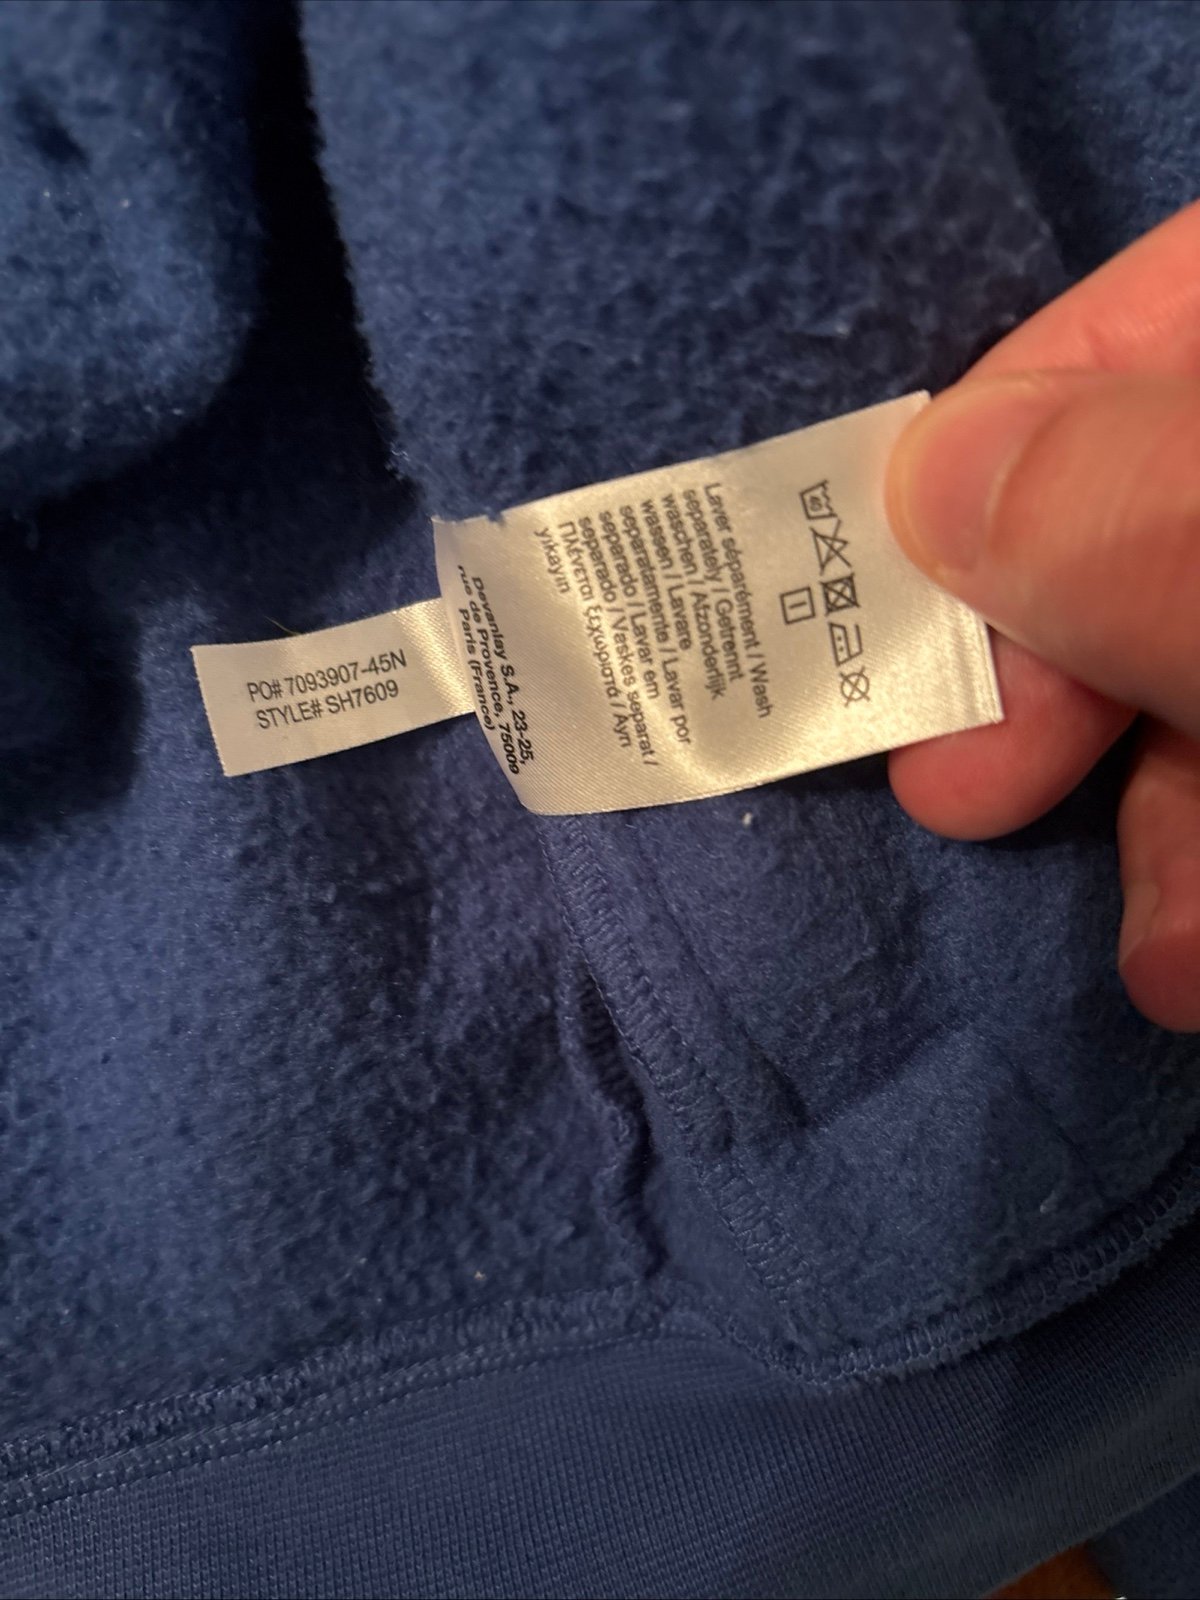 40
Laver séparément / Wash
separately / Getrennt
waschen / Afzonderlijk
wassen / Lavare
separatamente / Lavar por
separado / Lavar em
separado / Vaskes separat /
Πλένεται ξεχωριστά / Ayrı
yıkayın
Devanlay S.A., 23-25,
rue de Provence, 75009
Paris (France)
PO# 7093907-45N
STYLE# SH7609